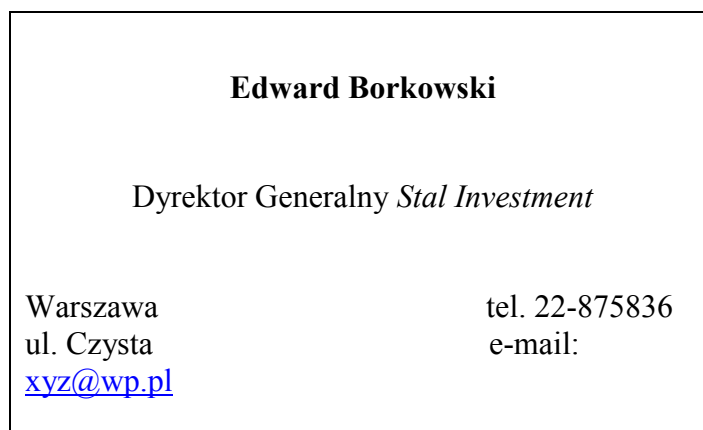 Edward Borkowski
Dyrektor Generalny Stal Investment
Warszawa tel. 22-875836
ul. Czysta e-mail:
xyz@wp.pl